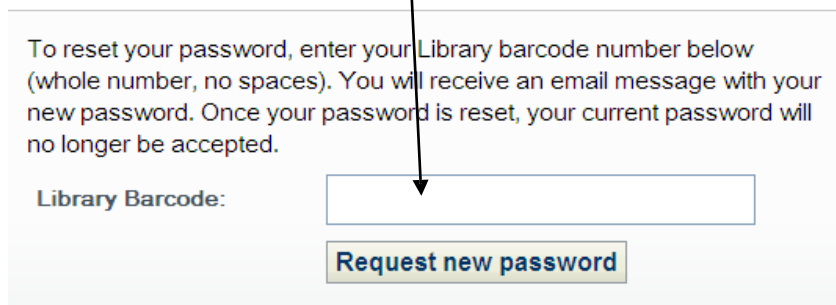 To reset your password, enter your Library barcode number below
(whole number, no spaces). You will receive an email message with your
new password. Once your password is reset, your current password will
no longer be accepted.
Library Barcode:
Request new password